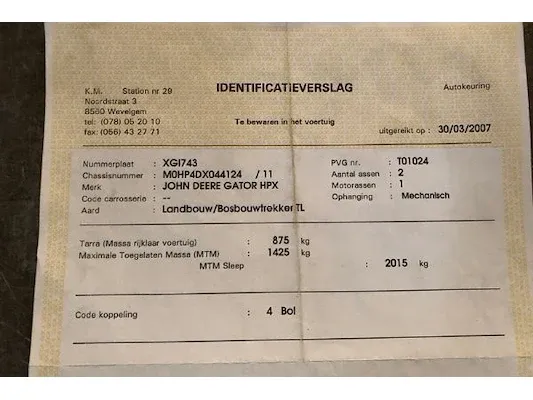 IDENTIFICATIEVERSLAG
Autokeuring
K.M. Station nr 29
Noordstraat 3
8560 Wevelgem
tel: (078) 05 20 10
fax: (056) 43 27 71
Te bewaren in het voertuig
uitgereikt op : 30/03/2007
Nummerplaat : XGI743
PVG nr. : T01024
Chassisnummer : M0HP4DX044124 / 11
Aantal assen : 2
Merk : JOHN DEERE GATOR HPX
Motorassen : 1
Code carrosserie : --
Ophanging : Mechanisch
Aard : Landbouw/Bosbouwtrekker TL
Tarra (Massa rijklaar voertuig) : 875 kg
Maximale Toegelaten Massa (MTM) : 1425 kg
MTM Sleep : 2015 kg
Code koppeling : 4 Bol